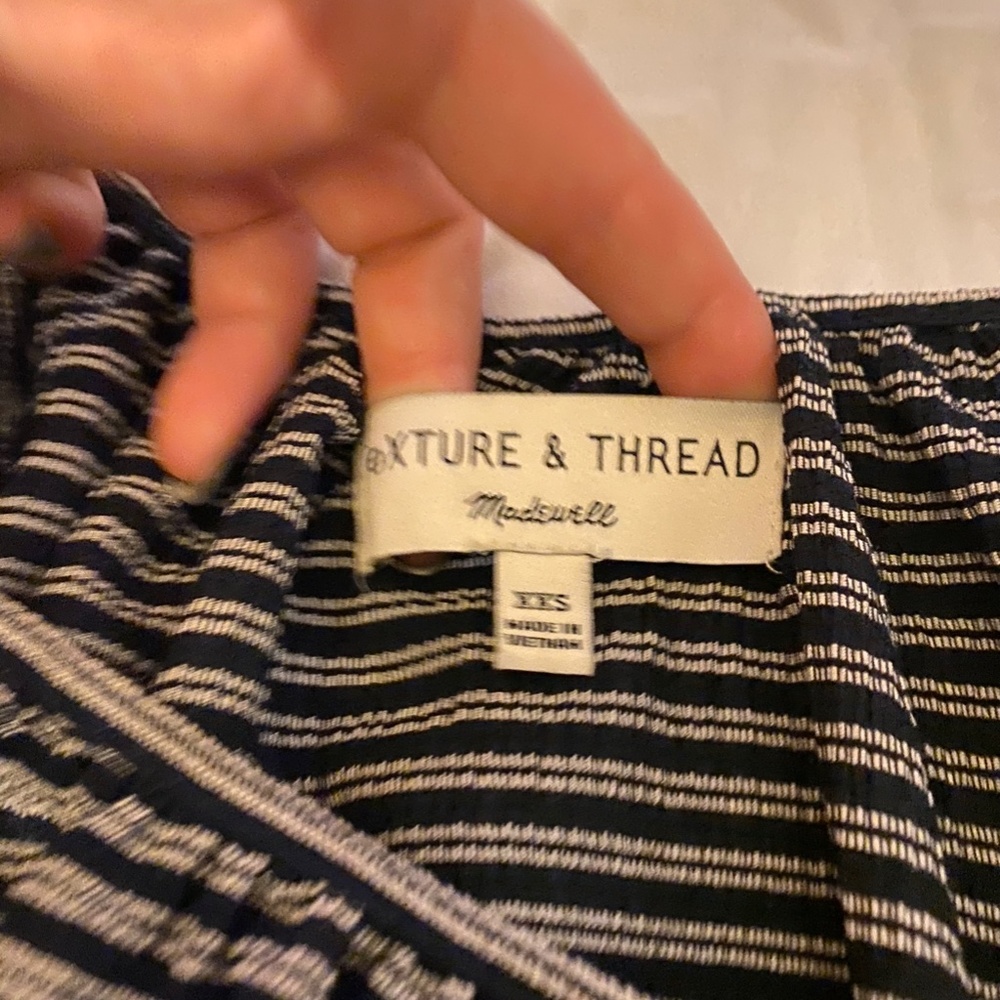 XTURE & THREAD
Madewell
XXS
MADE IN
VIETNAM